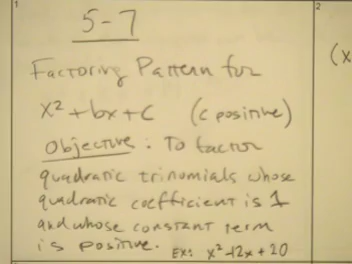 1
5-7
Factoring Pattern for
x² + bx + c (c positive)
Objective: To factor
quadratic trinomials whose
quadratic coefficient is 1
and whose constant term
is positive. Ex: x²-12x+20
2
(x